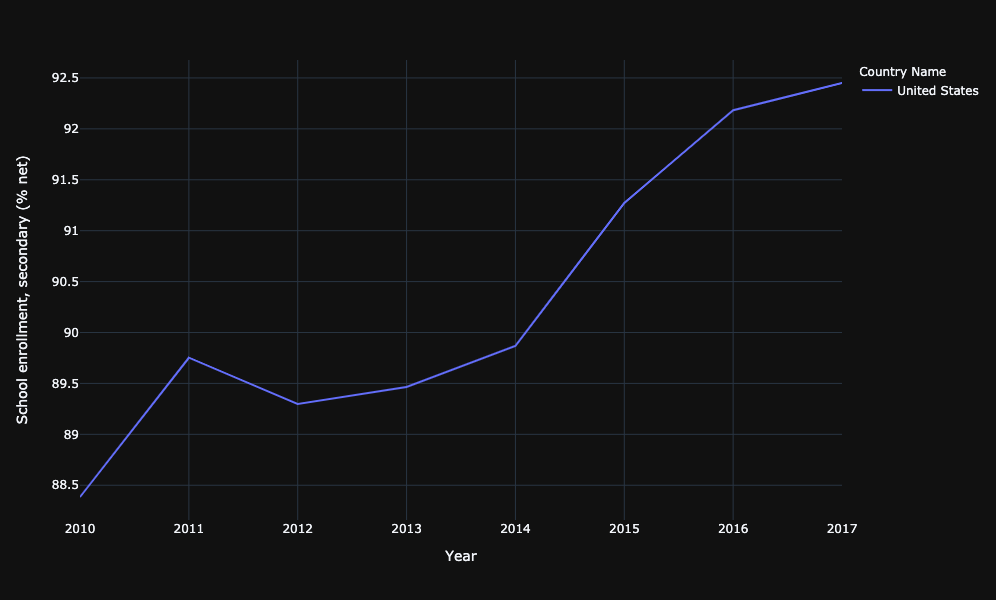 Country Name
United States
School enrollment, secondary (% net)
92.5
92
91.5
91
90.5
90
89.5
89
88.5
2010 2011 2012 2013 2014 2015 2016 2017
Year